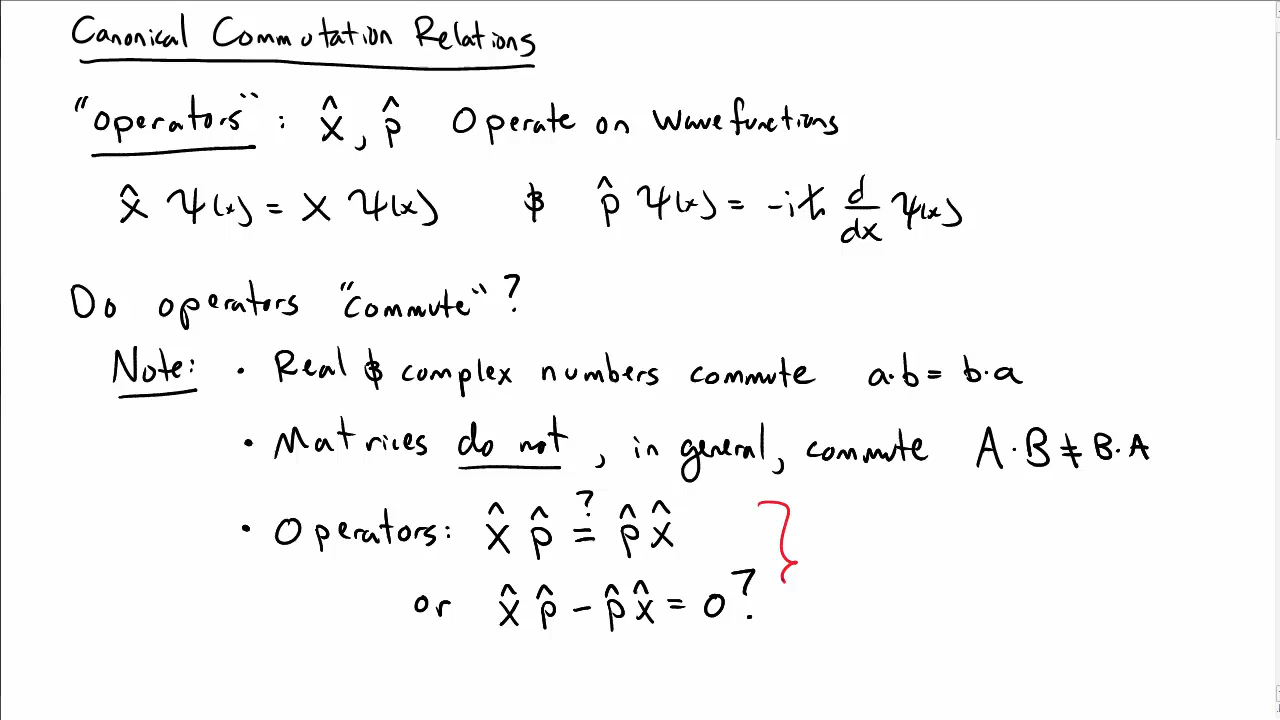 Canonical Commutation Relations
"operators" : x̂, p̂ Operate on Wavefunctions
x̂ Ψ(x) = x Ψ(x) & p̂ Ψ(x) = -iħ d/dx Ψ(x)
Do operators "commute"?
Note: • Real & complex numbers commute a·b = b·a
• Matrices do not, in general, commute A·B ≠ B·A
• Operators: x̂ p̂ ?= p̂ x̂
or x̂ p̂ - p̂ x̂ = 0?